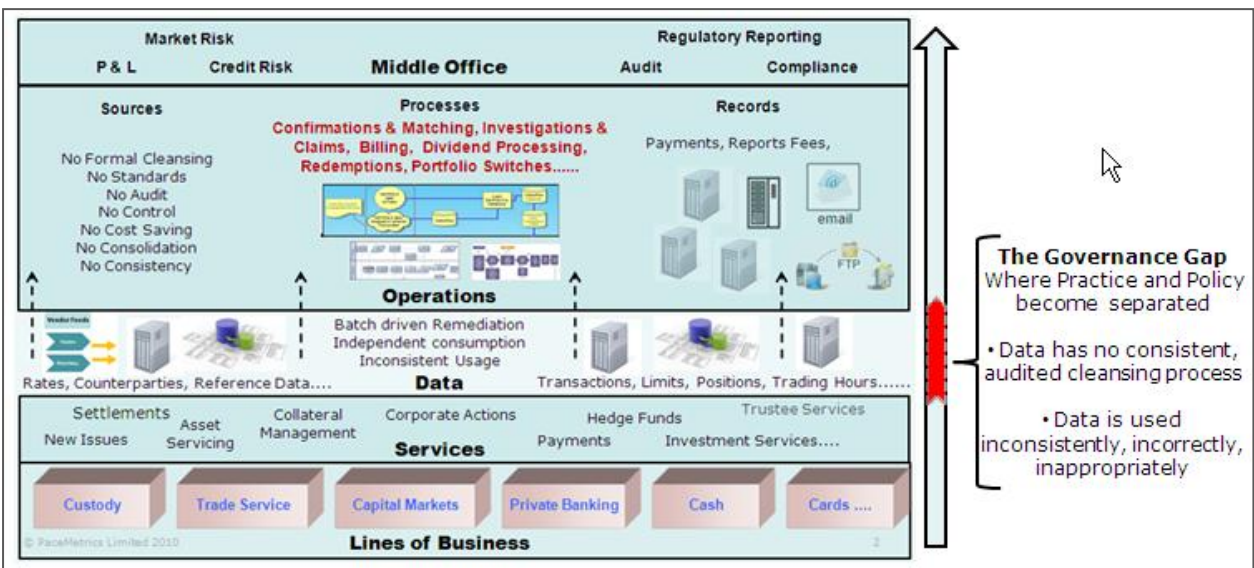 Market Risk
Regulatory Reporting
P & L
Credit Risk
Middle Office
Audit
Compliance
Sources
No Formal Cleansing
No Standards
No Audit
No Control
No Cost Saving
No Consolidation
No Consistency
Processes
Confirmations & Matching, Investigations &
Claims, Billing, Dividend Processing,
Redemptions, Portfolio Switches......
Records
Payments, Reports Fees,
email
FTP
Operations
Vendor Feeds
Batch driven Remediation
Independent consumption
Inconsistent Usage
Rates, Counterparties, Reference Data....
Data
Transactions, Limits, Positions, Trading Hours......
Settlements
New Issues
Asset
Servicing
Collateral
Management
Corporate Actions
Services
Hedge Funds
Payments
Trustee Services
Investment Services....
Custody
Trade Service
Capital Markets
Private Banking
Cash
Cards ....
© PaceMetrics Limited 2010
Lines of Business
2
The Governance Gap
Where Practice and Policy
become separated
• Data has no consistent,
audited cleansing process
• Data is used
inconsistently, incorrectly,
inappropriately